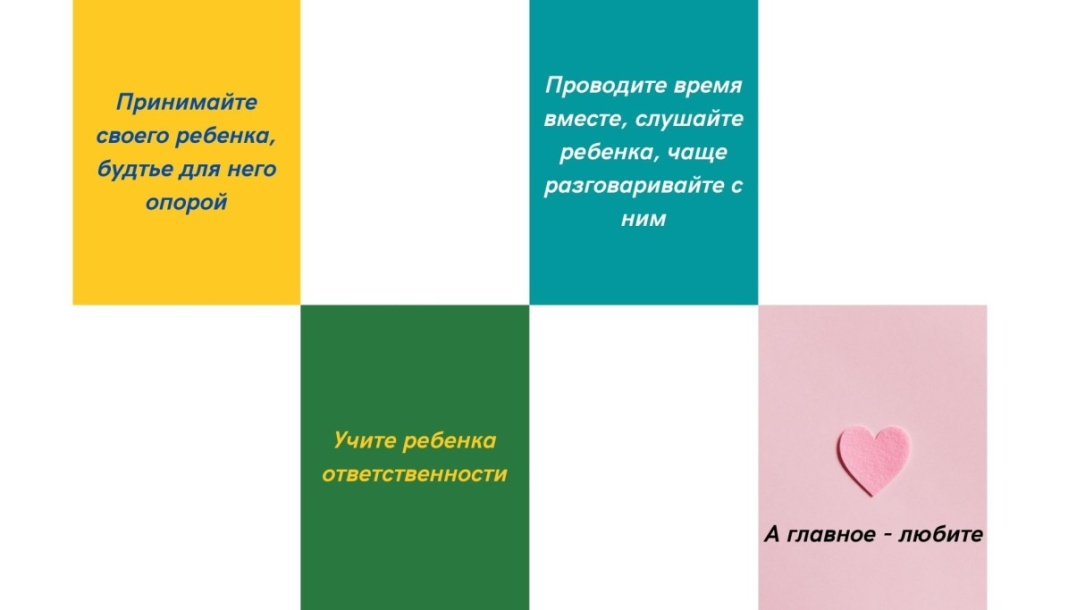 Принимайте
своего ребенка,
будтье для него
опорой
Проводите время
вместе, слушайте
ребенка, чаще
разговаривайте с
ним
Учите ребенка
ответственности
А главное - любите